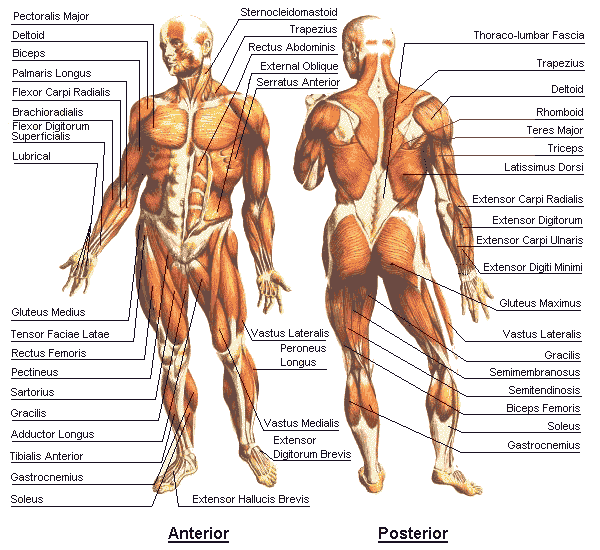 Pectoralis Major
Deltoid
Biceps
Palmaris Longus
Flexor Carpi Radialis
Brachioradialis
Flexor Digitorum
Superficialis
Lubrical
Sternocleidomastoid
Trapezius
Rectus Abdominis
External Oblique
Serratus Anterior
Gluteus Medius
Tensor Faciae Latae
Rectus Femoris
Pectineus
Sartorius
Gracilis
Adductor Longus
Tibialis Anterior
Gastrocnemius
Soleus
Vastus Lateralis
Peroneus
Longus
Vastus Medialis
Extensor
Digitorum Brevis
Extensor Hallucis Brevis
Anterior
Thoraco-lumbar Fascia
Trapezius
Deltoid
Rhomboid
Teres Major
Triceps
Latissimus Dorsi
Extensor Carpi Radialis
Extensor Digitorum
Extensor Carpi Ulnaris
Extensor Digiti Minimi
Gluteus Maximus
Vastus Lateralis
Gracilis
Semimembranosus
Semitendinosis
Biceps Femoris
Soleus
Gastrocnemius
Posterior